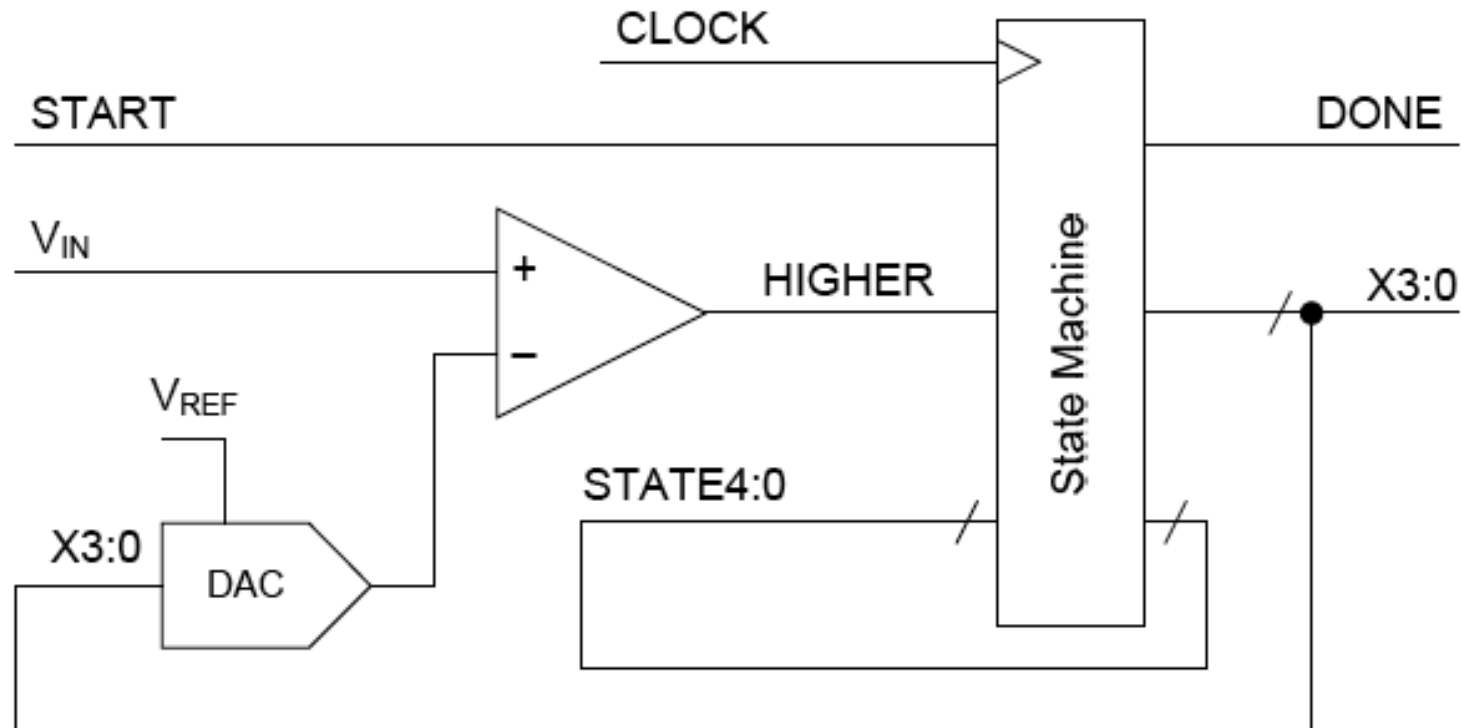 CLOCK
START
DONE
VIN
+
HIGHER
X3:0
−
State Machine
VREF
STATE4:0
X3:0
DAC